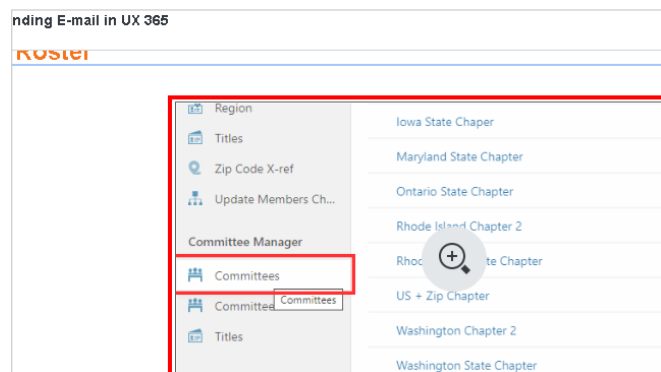 nding E-mail in UX 365
Roster
Region
Titles
Zip Code X-ref
Update Members Ch...
Committee Manager
Committees
Committee
Committees
Titles
Iowa State Chaper
Maryland State Chapter
Ontario State Chapter
Rhode Island Chapter 2
Rhod te Chapter
US + Zip Chapter
Washington Chapter 2
Washington State Chapter